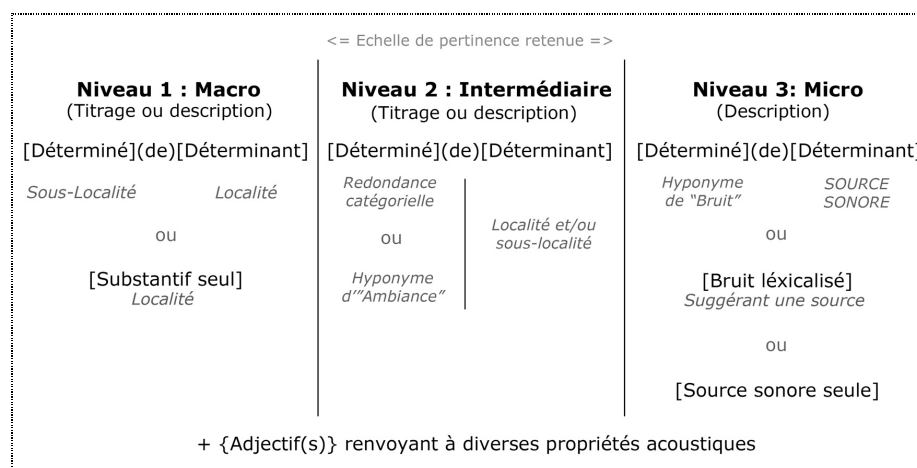 <= Echelle de pertinence retenue =>
Niveau 1 : Macro
(Titrage ou description)
[Déterminé](de)[Déterminant]
Sous-Localité Localité
ou
[Substantif seul]
Localité
Niveau 2 : Intermédiaire
(Titrage ou description)
[Déterminé](de)[Déterminant]
Redondance
catégorielle
ou
Hyponyme
d'"Ambiance"
Localité et/ou
sous-localité
Niveau 3: Micro
(Description)
[Déterminé](de)[Déterminant]
Hyponyme
de "Bruit"
SOURCE
SONORE
ou
[Bruit léxicalisé]
Suggérant une source
ou
[Source sonore seule]
+ {Adjectif(s)} renvoyant à diverses propriétés acoustiques